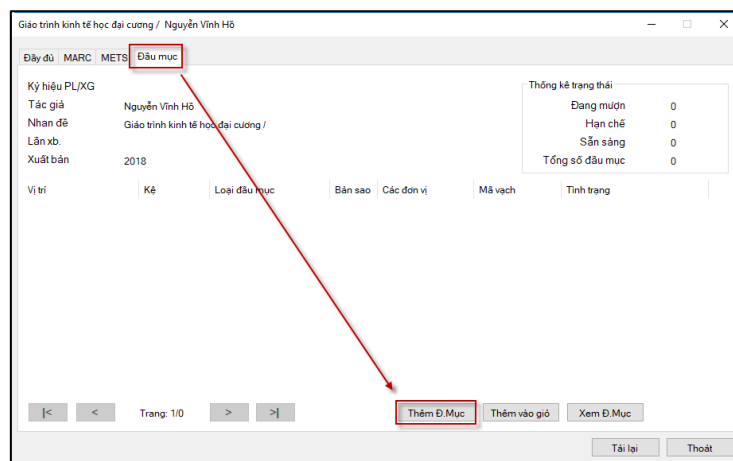 Giáo trình kinh tế học đại cương / Nguyễn Vĩnh Hồ
Đầy đủ MARC METS Đầu mục
Ký hiệu PL/XG
Tác giả Nguyễn Vĩnh Hồ
Nhan đề Giáo trình kinh tế học đại cương /
Lần xb.
Xuất bản 2018
Thống kê trạng thái
Đang mượn 0
Hạn chế 0
Sẵn sàng 0
Tổng số đầu mục 0
Vị trí Kệ Loại đầu mục Bản sao Các đơn vị Mã vạch Tình trạng
|< < Trang: 1/0 > >| Thêm Đ.Mục Thêm vào giỏ Xem Đ.Mục
Tải lại Thoát